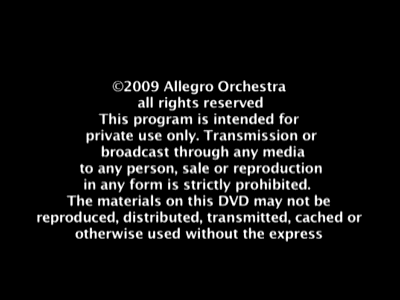 ©2009 Allegro Orchestra
all rights reserved
This program is intended for
private use only. Transmission or
broadcast through any media
to any person, sale or reproduction
in any form is strictly prohibited.
The materials on this DVD may not be
reproduced, distributed, transmitted, cached or
otherwise used without the express